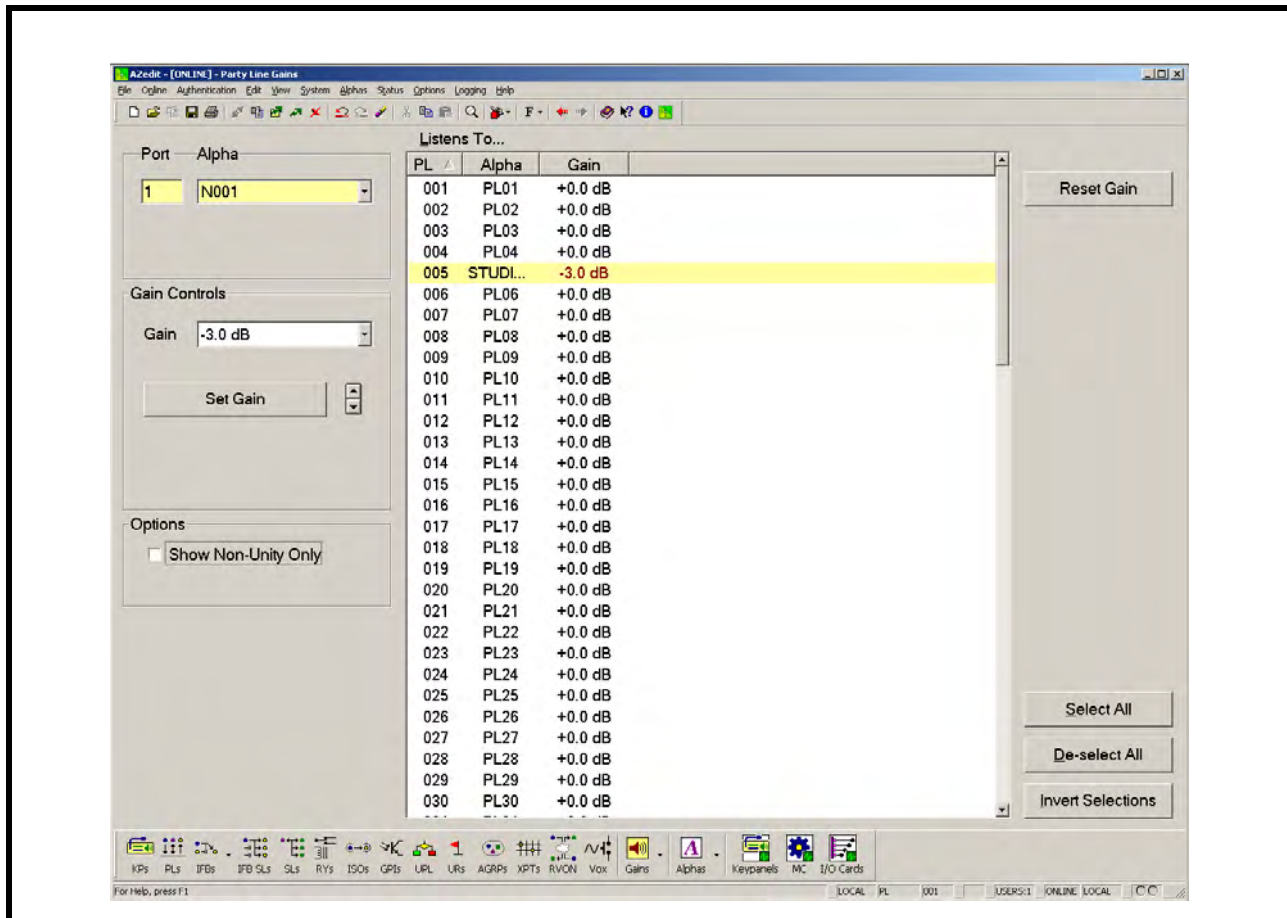 AZedit - [ONLINE] - Party Line Gains
File Online Authentication Edit View System Alphas Status Options Logging Help
Listens To...
Port Alpha
1 N001
Gain Controls
Gain -3.0 dB
Set Gain
Options
Show Non-Unity Only
PL Alpha Gain
001 PL01 +0.0 dB
002 PL02 +0.0 dB
003 PL03 +0.0 dB
004 PL04 +0.0 dB
005 STUDI... -3.0 dB
006 PL06 +0.0 dB
007 PL07 +0.0 dB
008 PL08 +0.0 dB
009 PL09 +0.0 dB
010 PL10 +0.0 dB
011 PL11 +0.0 dB
012 PL12 +0.0 dB
013 PL13 +0.0 dB
014 PL14 +0.0 dB
015 PL15 +0.0 dB
016 PL16 +0.0 dB
017 PL17 +0.0 dB
018 PL18 +0.0 dB
019 PL19 +0.0 dB
020 PL20 +0.0 dB
021 PL21 +0.0 dB
022 PL22 +0.0 dB
023 PL23 +0.0 dB
024 PL24 +0.0 dB
025 PL25 +0.0 dB
026 PL26 +0.0 dB
027 PL27 +0.0 dB
028 PL28 +0.0 dB
029 PL29 +0.0 dB
030 PL30 +0.0 dB
Reset Gain
Select All
De-select All
Invert Selections
KPs PLs IFBs IFB SLs SLs RYs ISOs GPIs UPL URs AGRPs XPTs RVON Vox Gains Alphas Keypanels MC I/O Cards
For Help, press F1 LOCAL PL 001 USERS:1 ONLINE LOCAL